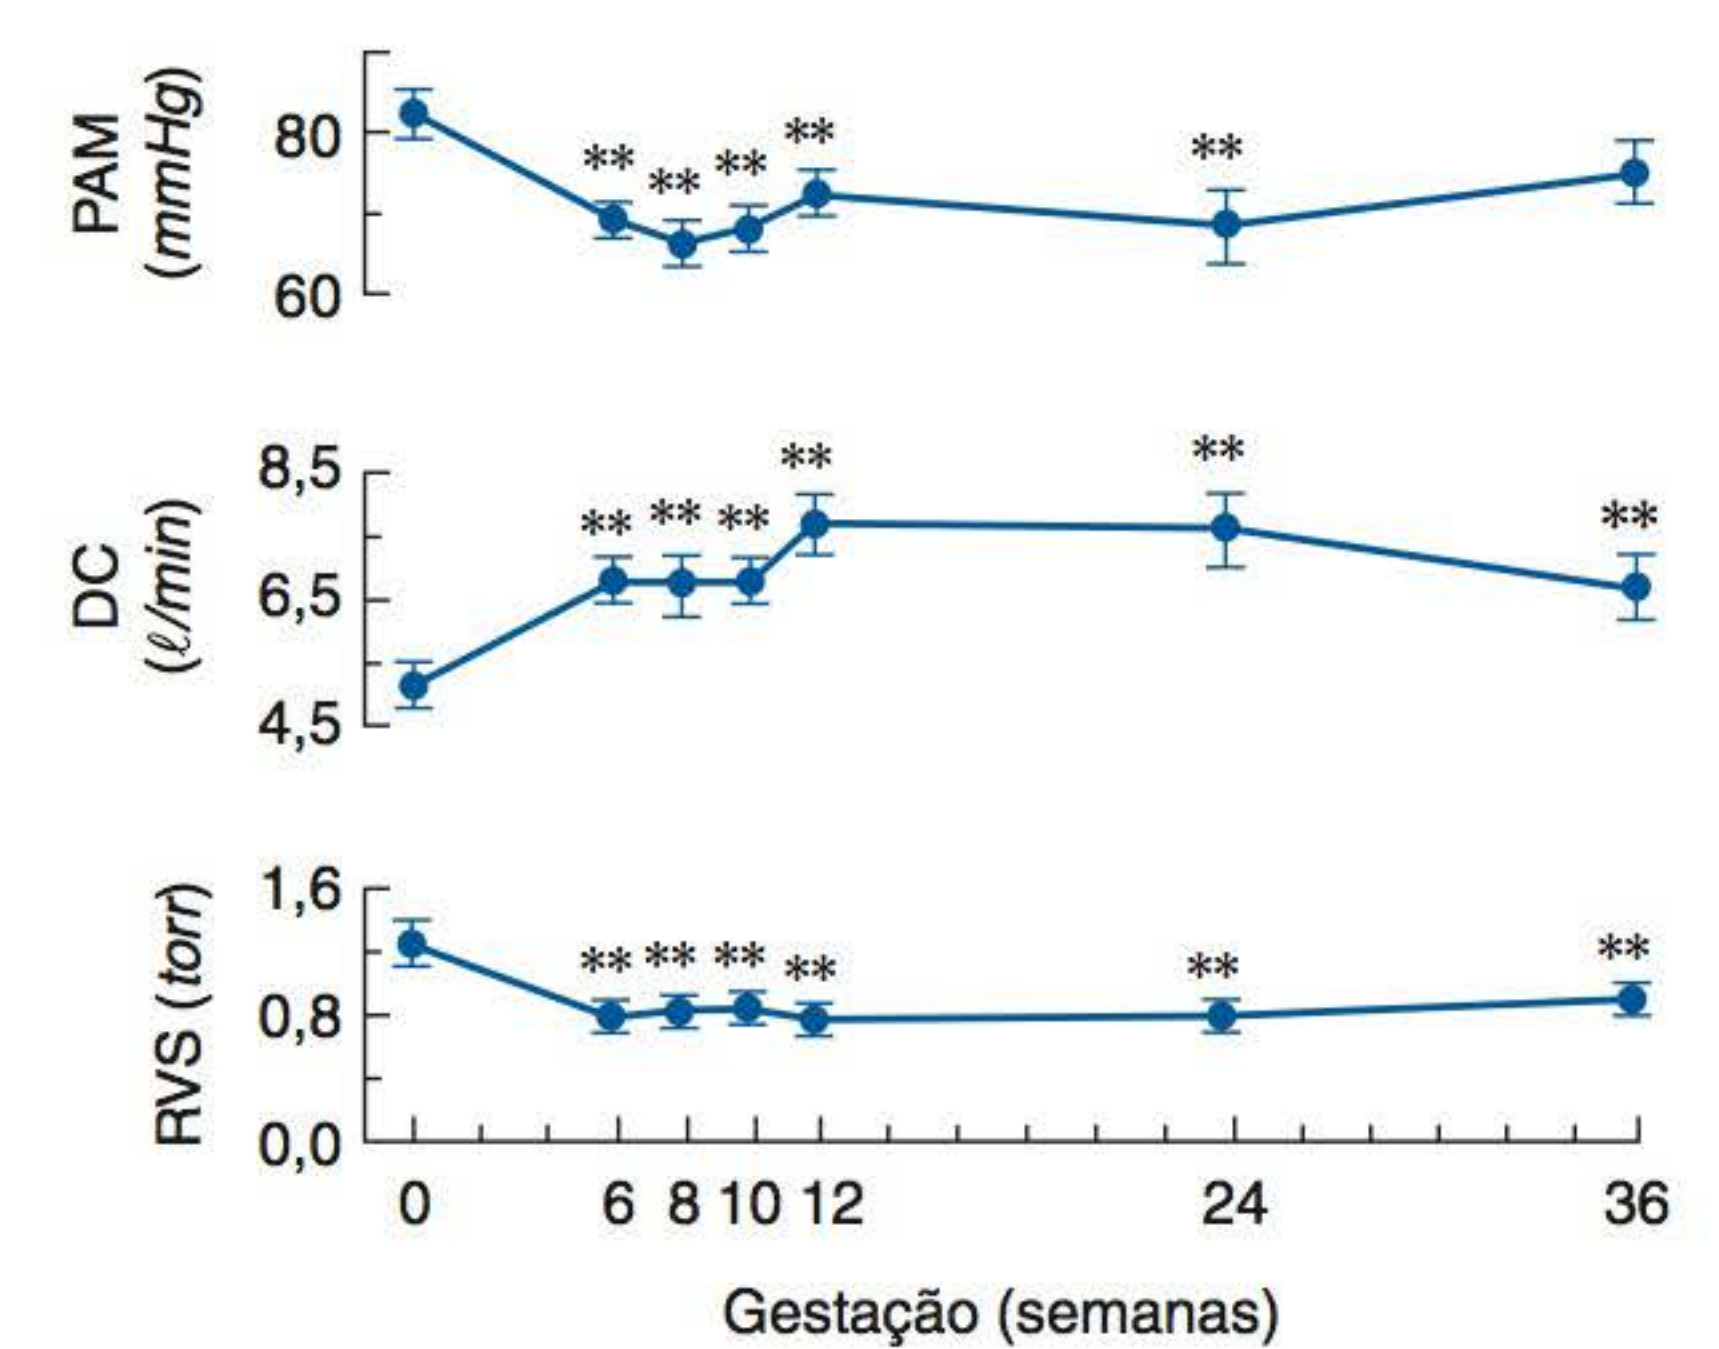 PAM
(mmHg)
80
60
** ** ** ** **
DC
(ℓ/min)
8,5
6,5
4,5
** ** ** ** ** **
RVS (torr)
1,6
0,8
0,0
** ** ** ** ** **
0 6 8 10 12 24 36
Gestação (semanas)